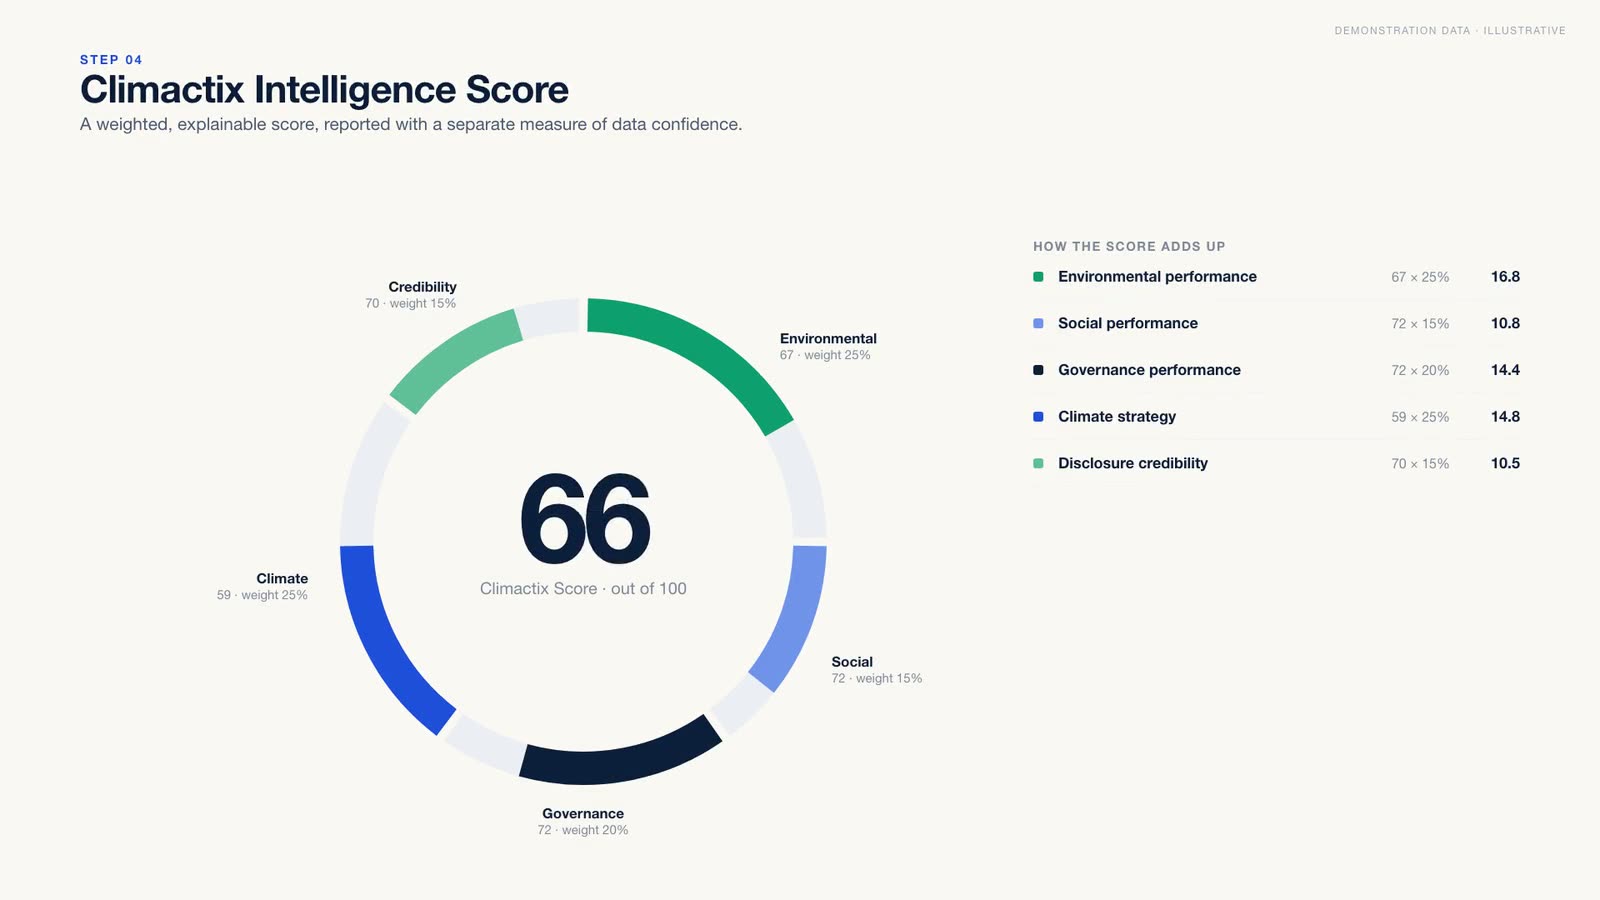 DEMONSTRATION DATA · ILLUSTRATIVE
STEP 04
Climactix Intelligence Score
A weighted, explainable score, reported with a separate measure of data confidence.
HOW THE SCORE ADDS UP
Environmental performance 67 × 25% 16.8
Social performance 72 × 15% 10.8
Governance performance 72 × 20% 14.4
Climate strategy 59 × 25% 14.8
Disclosure credibility 70 × 15% 10.5
Credibility
70 · weight 15%
Environmental
67 · weight 25%
66
Climactix Score · out of 100
Climate
59 · weight 25%
Social
72 · weight 15%
Governance
72 · weight 20%